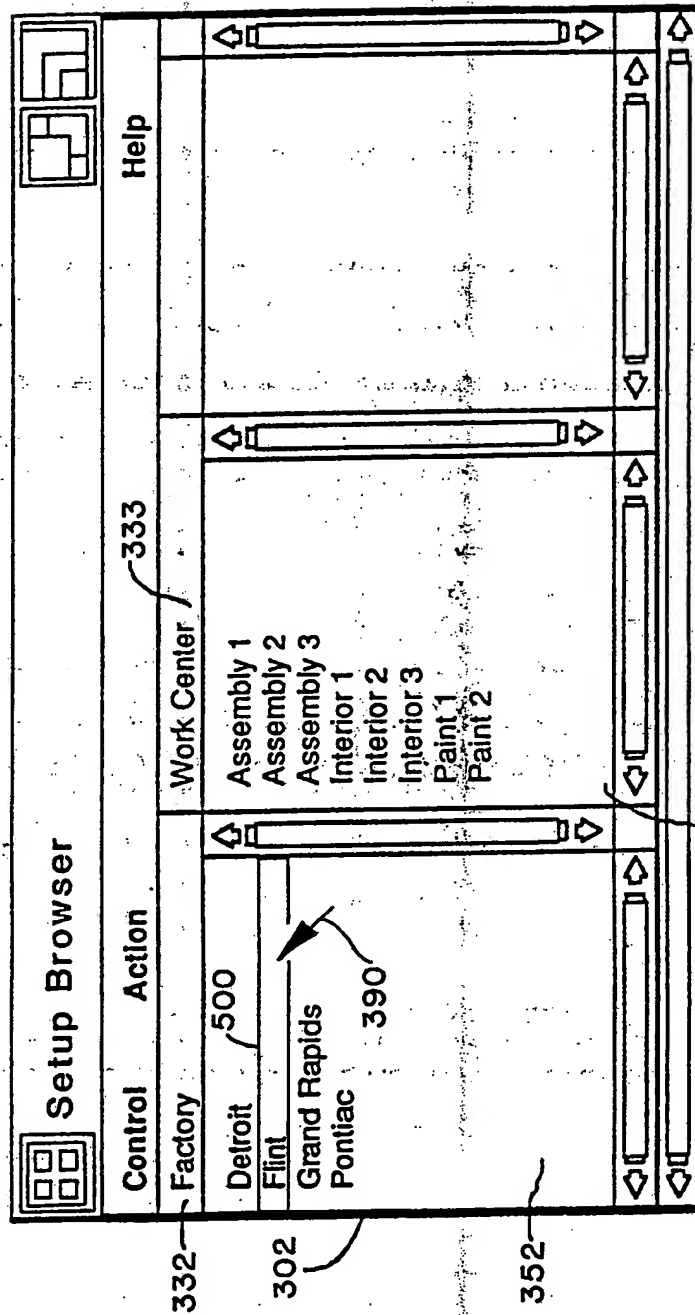 Setup Browser
Control Action Help
332 Factory Work Center 333
Detroit 500
Flint
Grand Rapids
Pontiac
390
302
352
Assembly 1
Assembly 2
Assembly 3
Interior 1
Interior 2
Interior 3
Paint 1
Paint 2